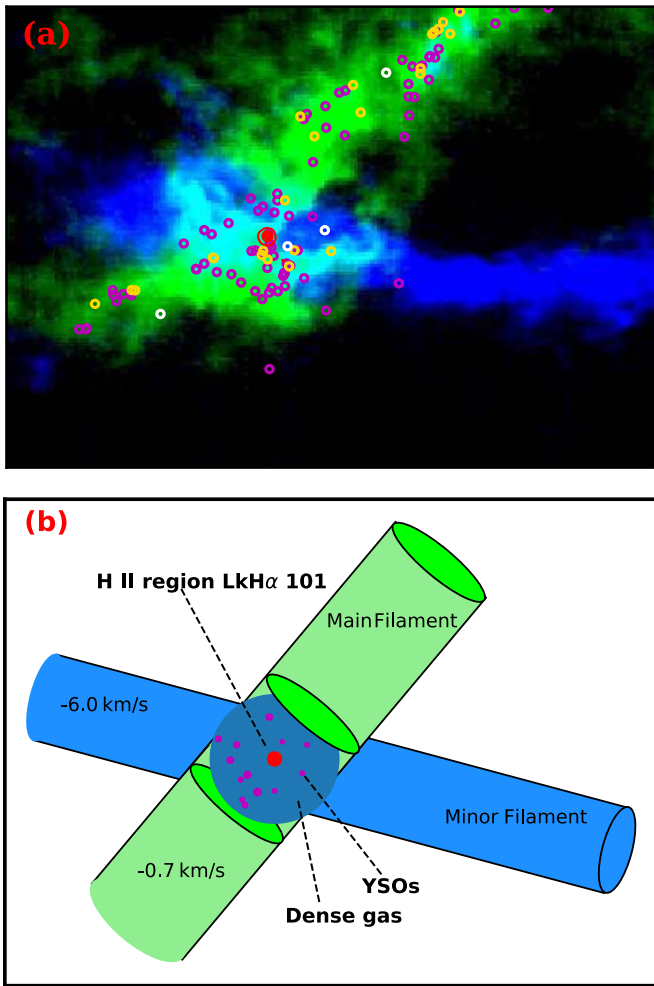 (a)
(b)
H II region LkHα 101
Main Filament
-6.0 km/s
Minor Filament
-0.7 km/s
YSOs
Dense gas